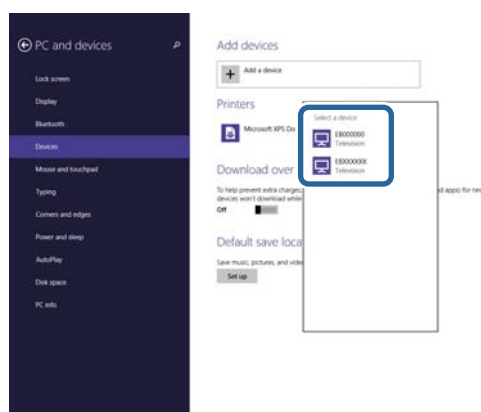 PC and devices
Lock screen
Display
Bluetooth
Devices
Mouse and touchpad
Typing
Corners and edges
Power and sleep
AutoPlay
Disk space
PC info
Add devices
Add a device
Printers
Microsoft XPS Do
Select a device
EB000000
Television
EBXXXXXX
Television
Download over
To help prevent extra charges, d apps) for new
devices won't download while
Off
Default save loca
Save music, pictures, and video
Set up